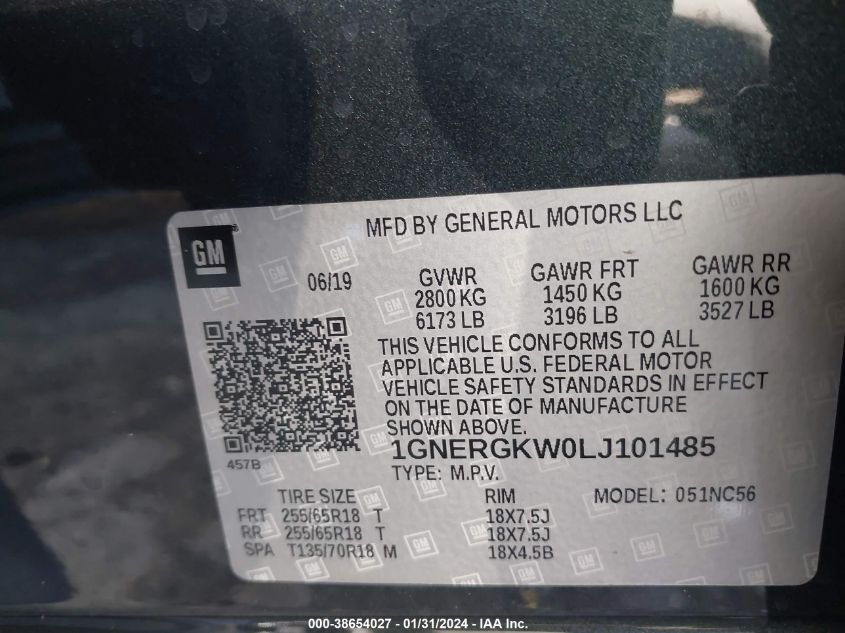 MFD BY GENERAL MOTORS LLC
GM
06/19
GVWR GAWR FRT GAWR RR
2800 KG 1450 KG 1600 KG
6173 LB 3196 LB 3527 LB
THIS VEHICLE CONFORMS TO ALL
APPLICABLE U.S. FEDERAL MOTOR
VEHICLE SAFETY STANDARDS IN EFFECT
ON THE DATE OF MANUFACTURE
SHOWN ABOVE.
1GNERGKW0LJ101485
457B
TYPE: M.P.V.
TIRE SIZE RIM MODEL: 051NC56
FRT 255/65R18 T 18X7.5J
RR 255/65R18 T 18X7.5J
SPA T135/70R18 M 18X4.5B
000-38654027 - 01/31/2024 - IAA Inc.